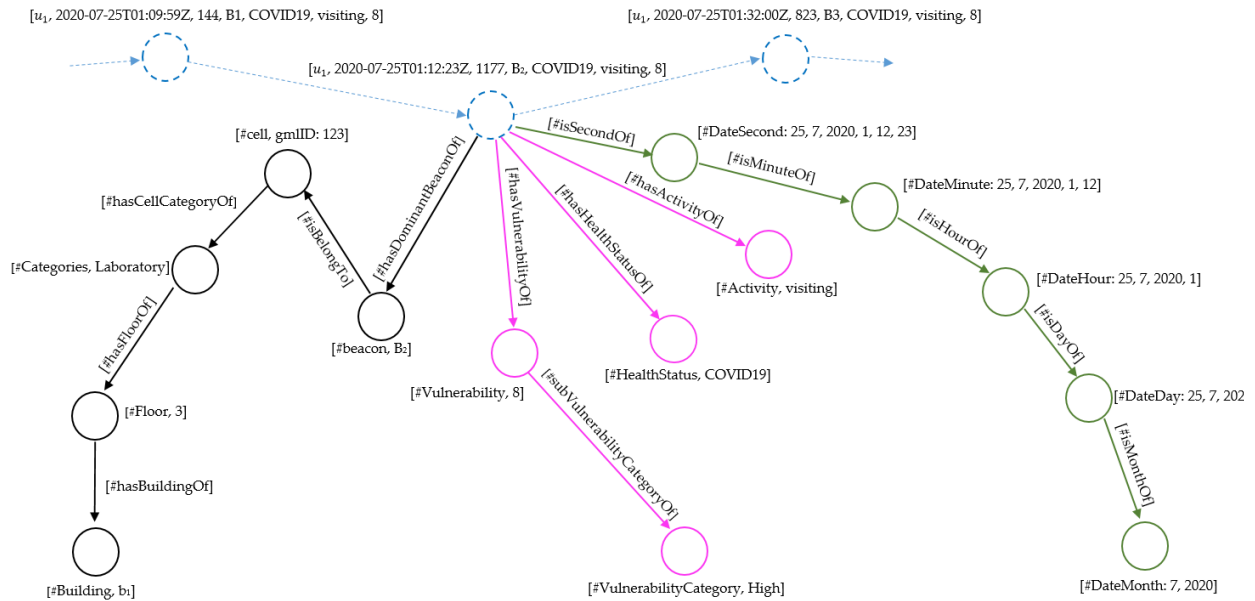 [u₁, 2020-07-25T01:09:59Z, 144, B1, COVID19, visiting, 8]
[u₁, 2020-07-25T01:32:00Z, 823, B3, COVID19, visiting, 8]
[u₁, 2020-07-25T01:12:23Z, 1177, B₂, COVID19, visiting, 8]
[#cell, gmlID: 123]
[#isSecondOf]
[#DateSecond: 25, 7, 2020, 1, 12, 23]
[#isMinuteOf]
[#DateMinute: 25, 7, 2020, 1, 12]
[#hasCellCategoryOf]
[#isBelongTo]
[#hasDominantBeaconOf]
[#hasVulnerabilityOf]
[#hasHealthStatusOf]
[#hasActivityOf]
[#isHourOf]
[#Categories, Laboratory]
[#Activity, visiting]
[#DateHour: 25, 7, 2020, 1]
[#hasFloorOf]
[#beacon, B₂]
[#isDayOf]
[#HealthStatus, COVID19]
[#Vulnerability, 8]
[#DateDay: 25, 7, 202
[#Floor, 3]
[#subVulnerabilityCategoryOf]
[#isMonthOf]
[#hasBuildingOf]
[#Building, b₁]
[#VulnerabilityCategory, High]
[#DateMonth: 7, 2020]